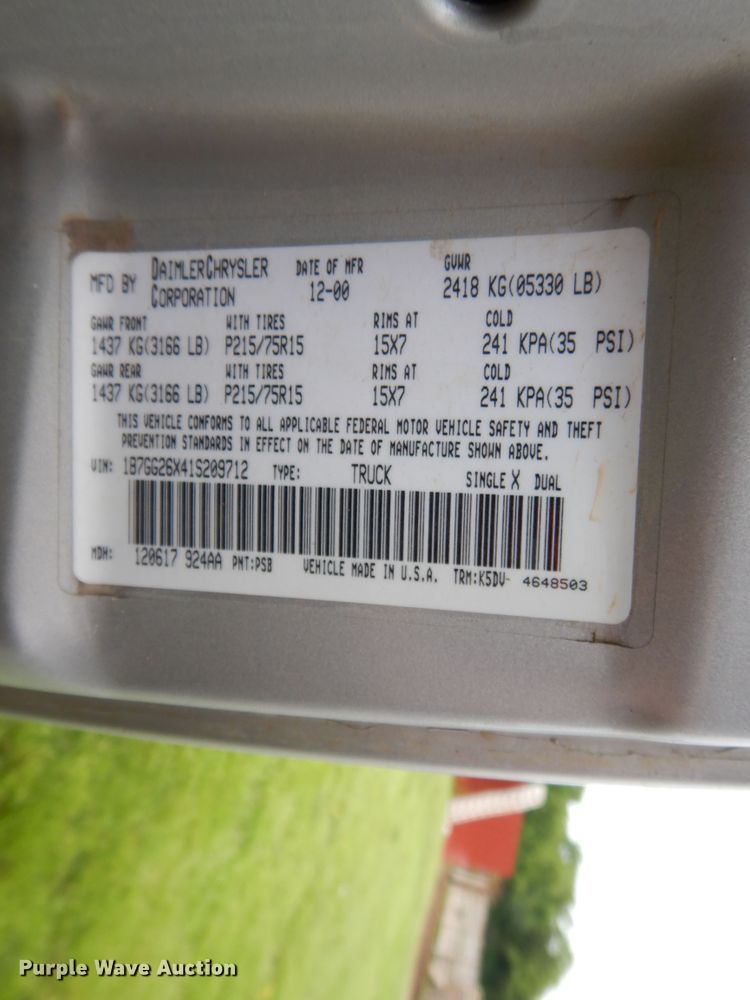 MFD BY DAIMLERCHRYSLER CORPORATION DATE OF MFR 12-00 GVWR 2418 KG(05330 LB)
GAWR FRONT WITH TIRES RIMS AT COLD
1437 KG(3166 LB) P215/75R15 15X7 241 KPA(35 PSI)
GAWR REAR WITH TIRES RIMS AT COLD
1437 KG(3166 LB) P215/75R15 15X7 241 KPA(35 PSI)
THIS VEHICLE CONFORMS TO ALL APPLICABLE FEDERAL MOTOR VEHICLE SAFETY AND THEFT
PREVENTION STANDARDS IN EFFECT ON THE DATE OF MANUFACTURE SHOWN ABOVE.
VIN: 1B7GG26X41S209712 TYPE: TRUCK SINGLE X DUAL
MDH: 120617 924AA PNT:PSB VEHICLE MADE IN U.S.A. TRM:K5DV- 4648503
Purple Wave Auction